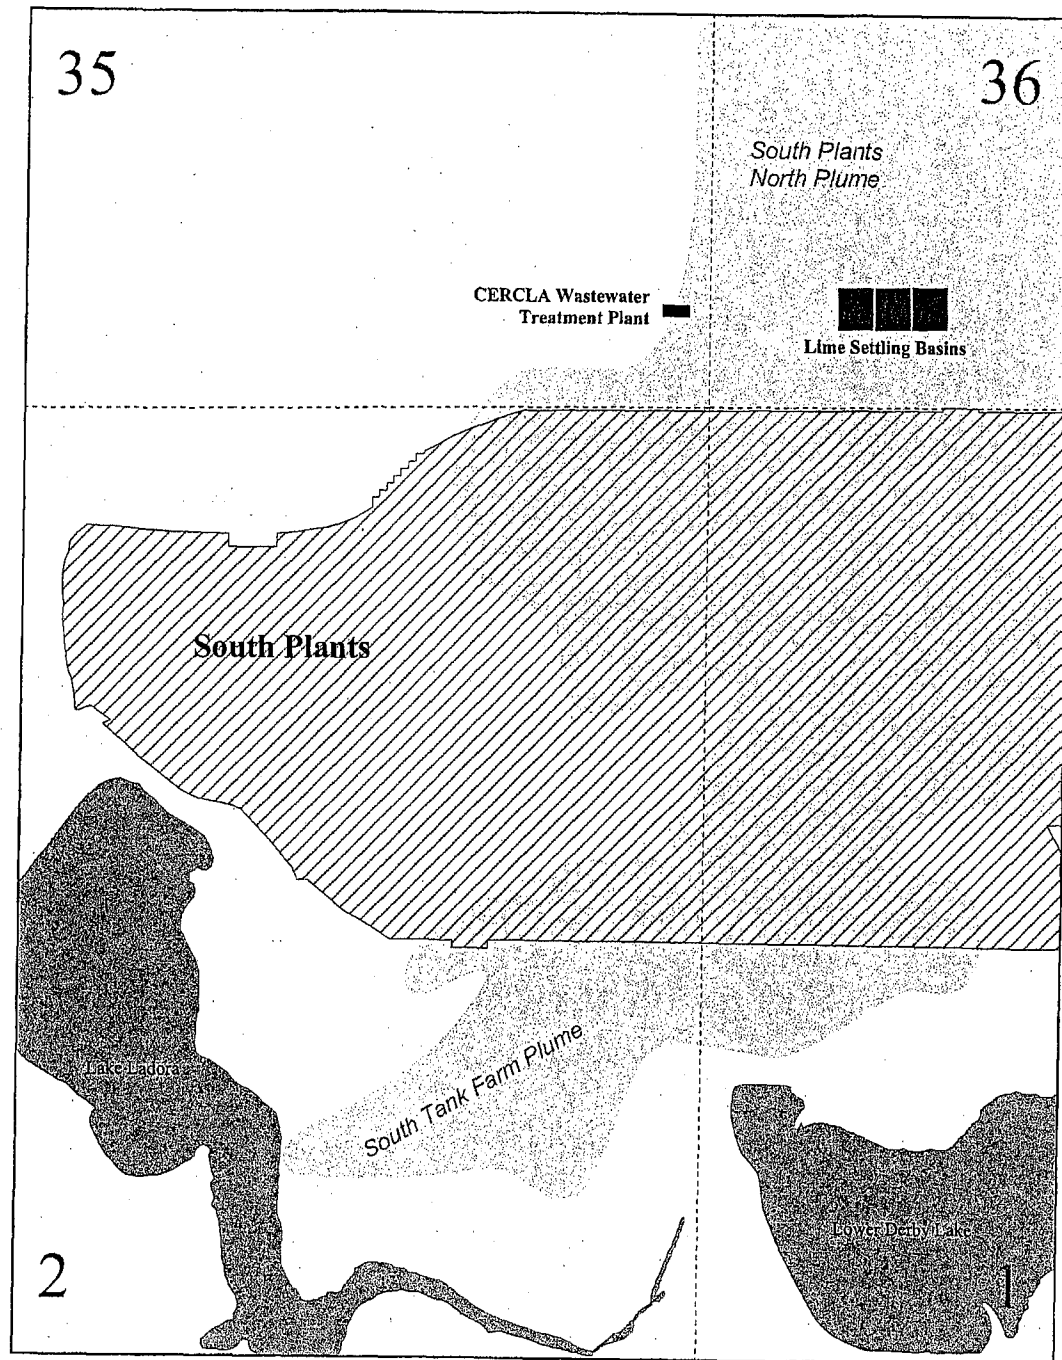 35
36
South Plants
North Plume
CERCLA Wastewater
Treatment Plant
Lime Settling Basins
South Plants
Lake Ladora
South Tank Farm Plume
Lower Derby Lake
2
1